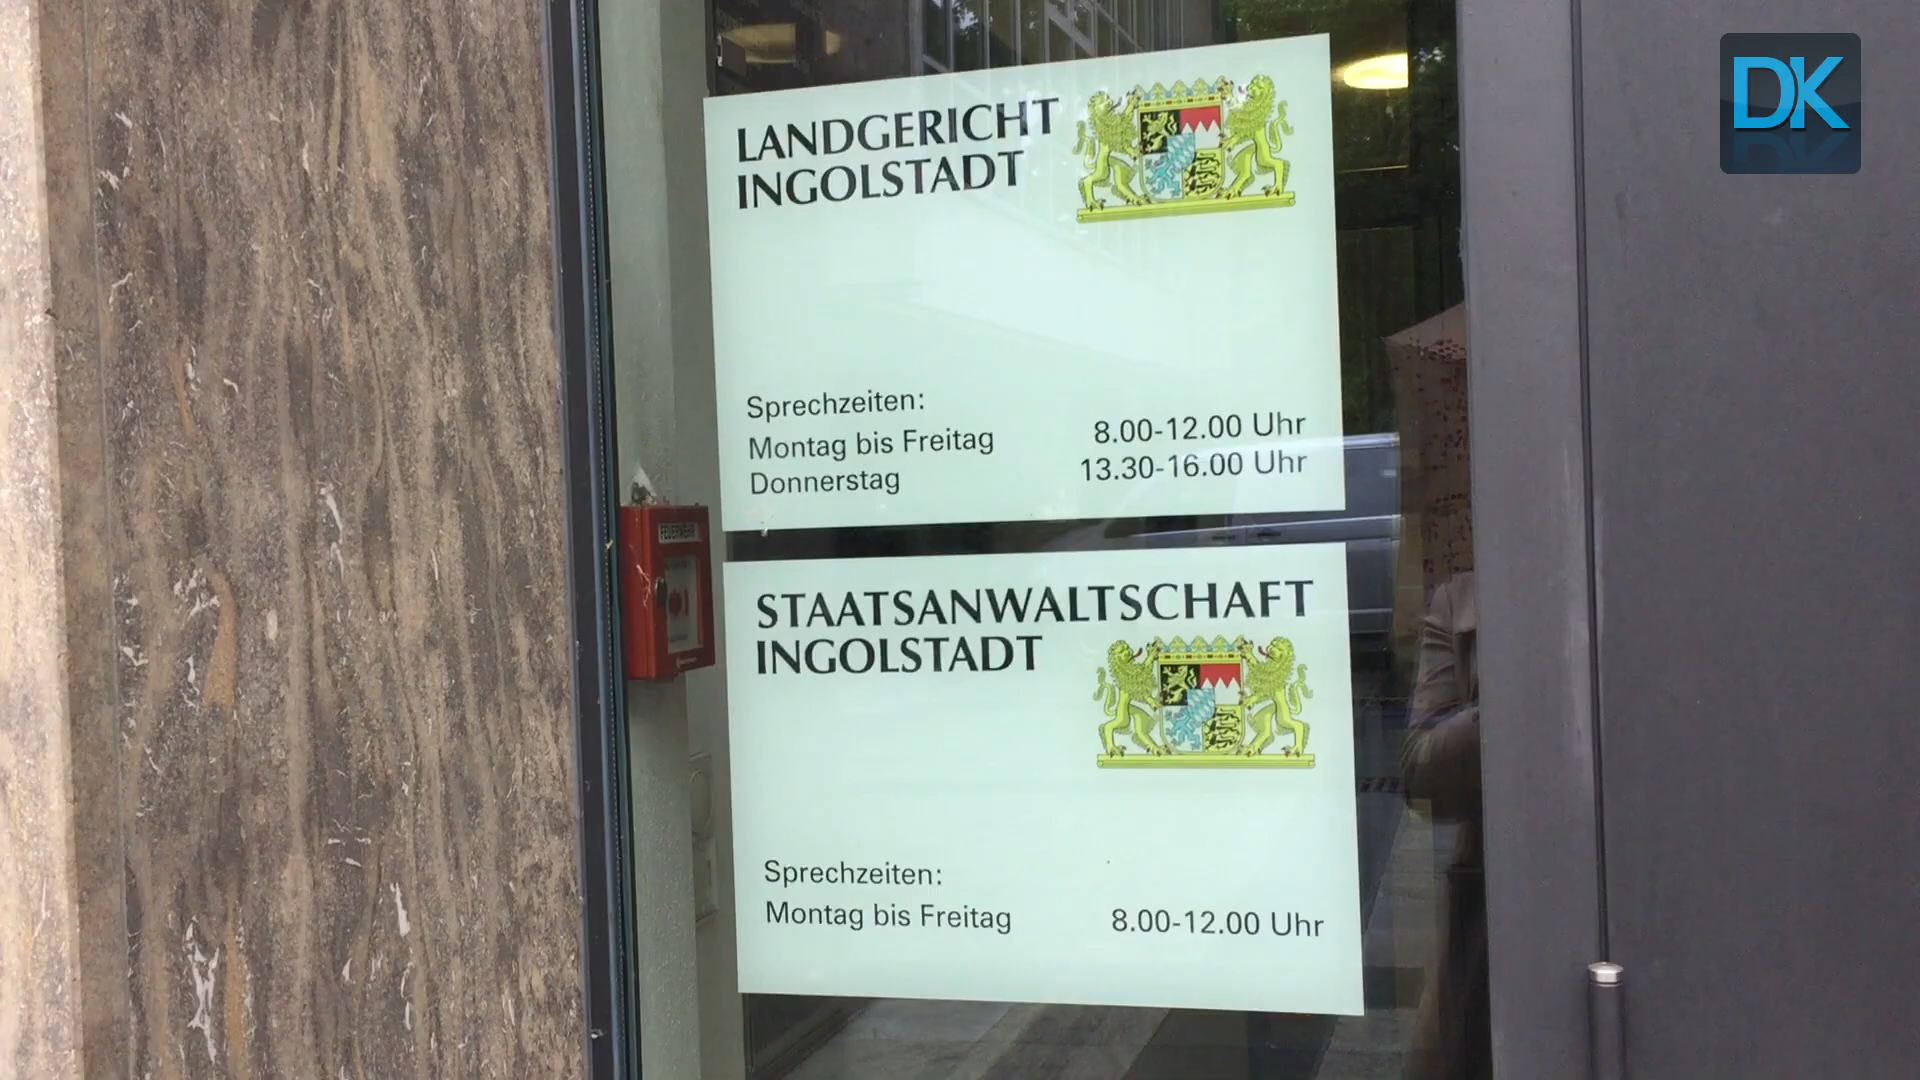 LANDGERICHT
INGOLSTADT
Sprechzeiten:
Montag bis Freitag 8.00-12.00 Uhr
Donnerstag 13.30-16.00 Uhr
FEUERWEHR
STAATSANWALTSCHAFT
INGOLSTADT
Sprechzeiten:
Montag bis Freitag 8.00-12.00 Uhr
DK